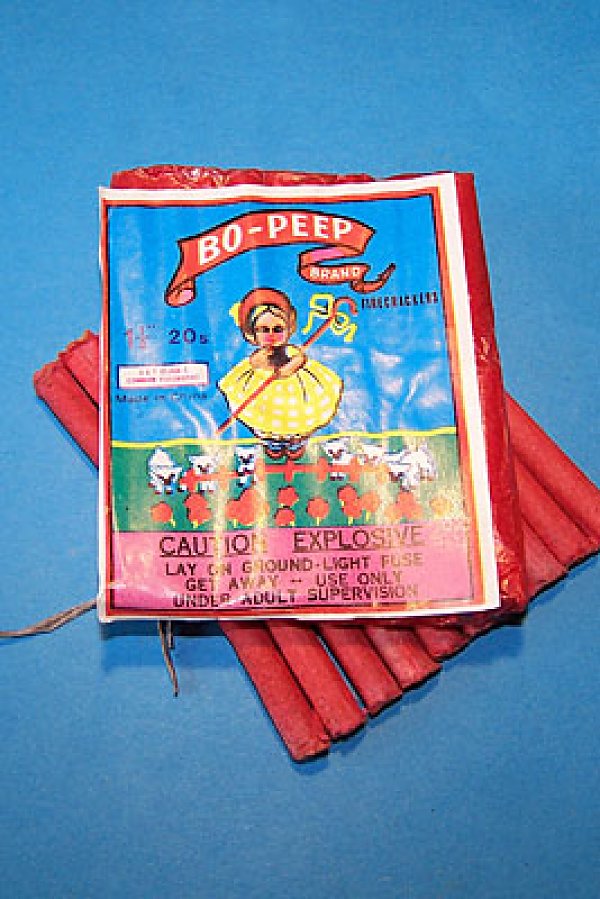 BO-PEEP
BRAND
FIRECRACKERS
1½" 20s
Made in China
CAUTION EXPLOSIVE
LAY ON GROUND-LIGHT FUSE
GET AWAY -- USE ONLY
UNDER ADULT SUPERVISION